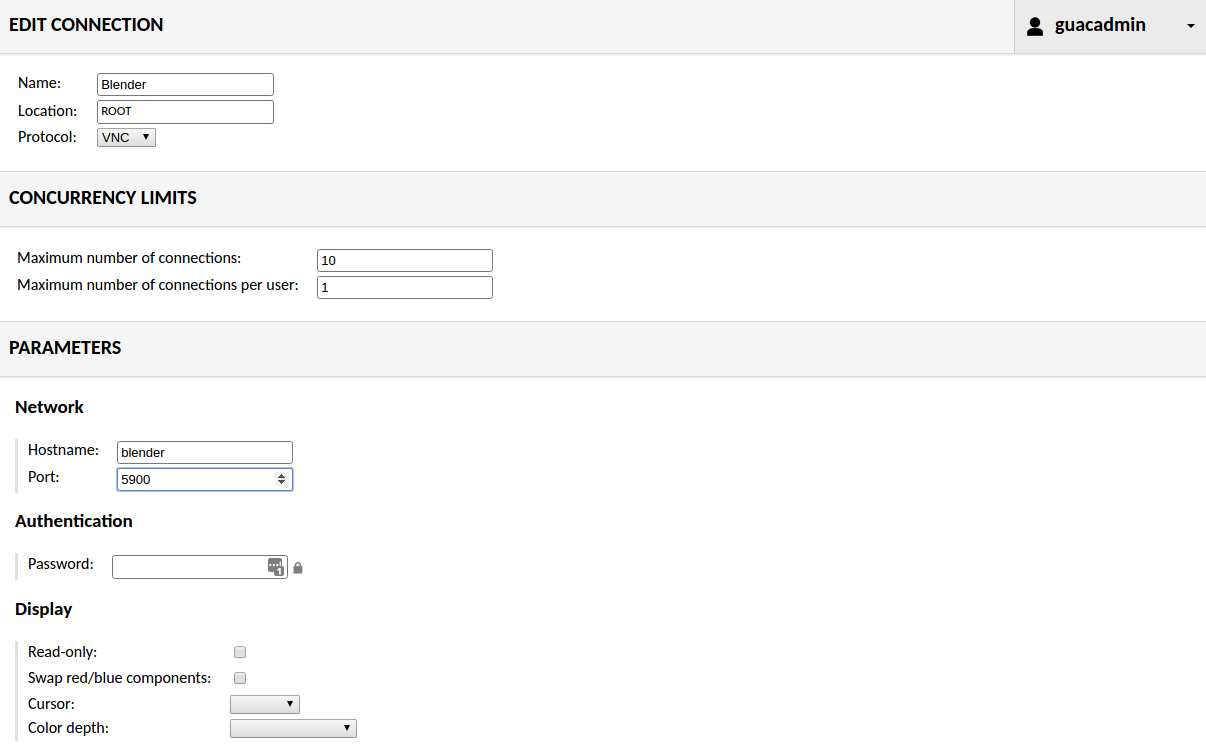 EDIT CONNECTION
guacadmin
Name: Blender
Location: ROOT
Protocol: VNC
CONCURRENCY LIMITS
Maximum number of connections: 10
Maximum number of connections per user: 1
PARAMETERS
Network
Hostname: blender
Port: 5900
Authentication
Password:
1
Display
Read-only:
Swap red/blue components:
Cursor:
Color depth: